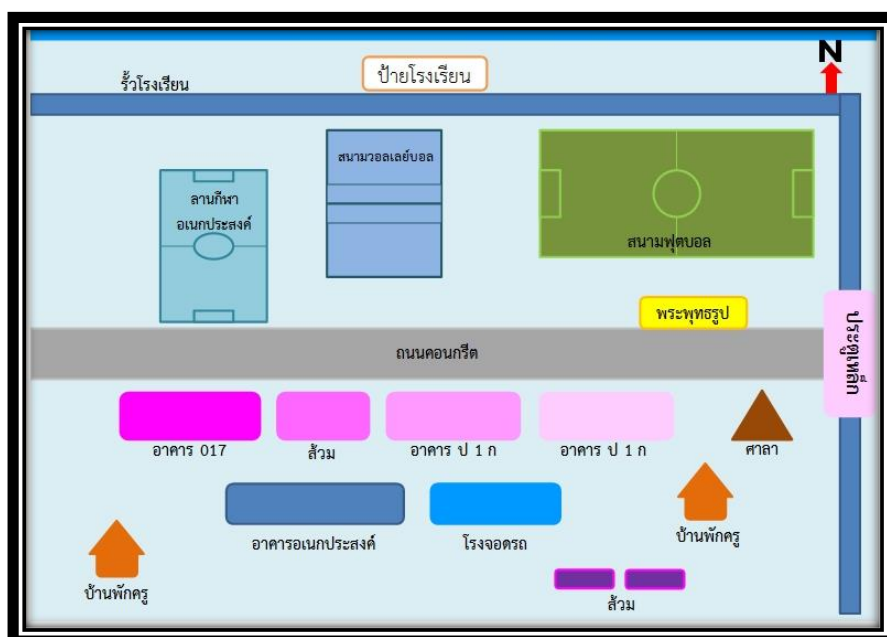 N
ป้ายโรงเรียน
รั้วโรงเรียน
สนามวอลเลย์บอล
ลานกีฬา
อเนกประสงค์
สนามฟุตบอล
พระพุทธรูป
ประตูเหล็ก
ถนนคอนกรีต
อาคาร 017
ส้วม
อาคาร ป 1 ก
อาคาร ป 1 ก
ศาลา
อาคารอเนกประสงค์
โรงจอดรถ
บ้านพักครู
บ้านพักครู
ส้วม